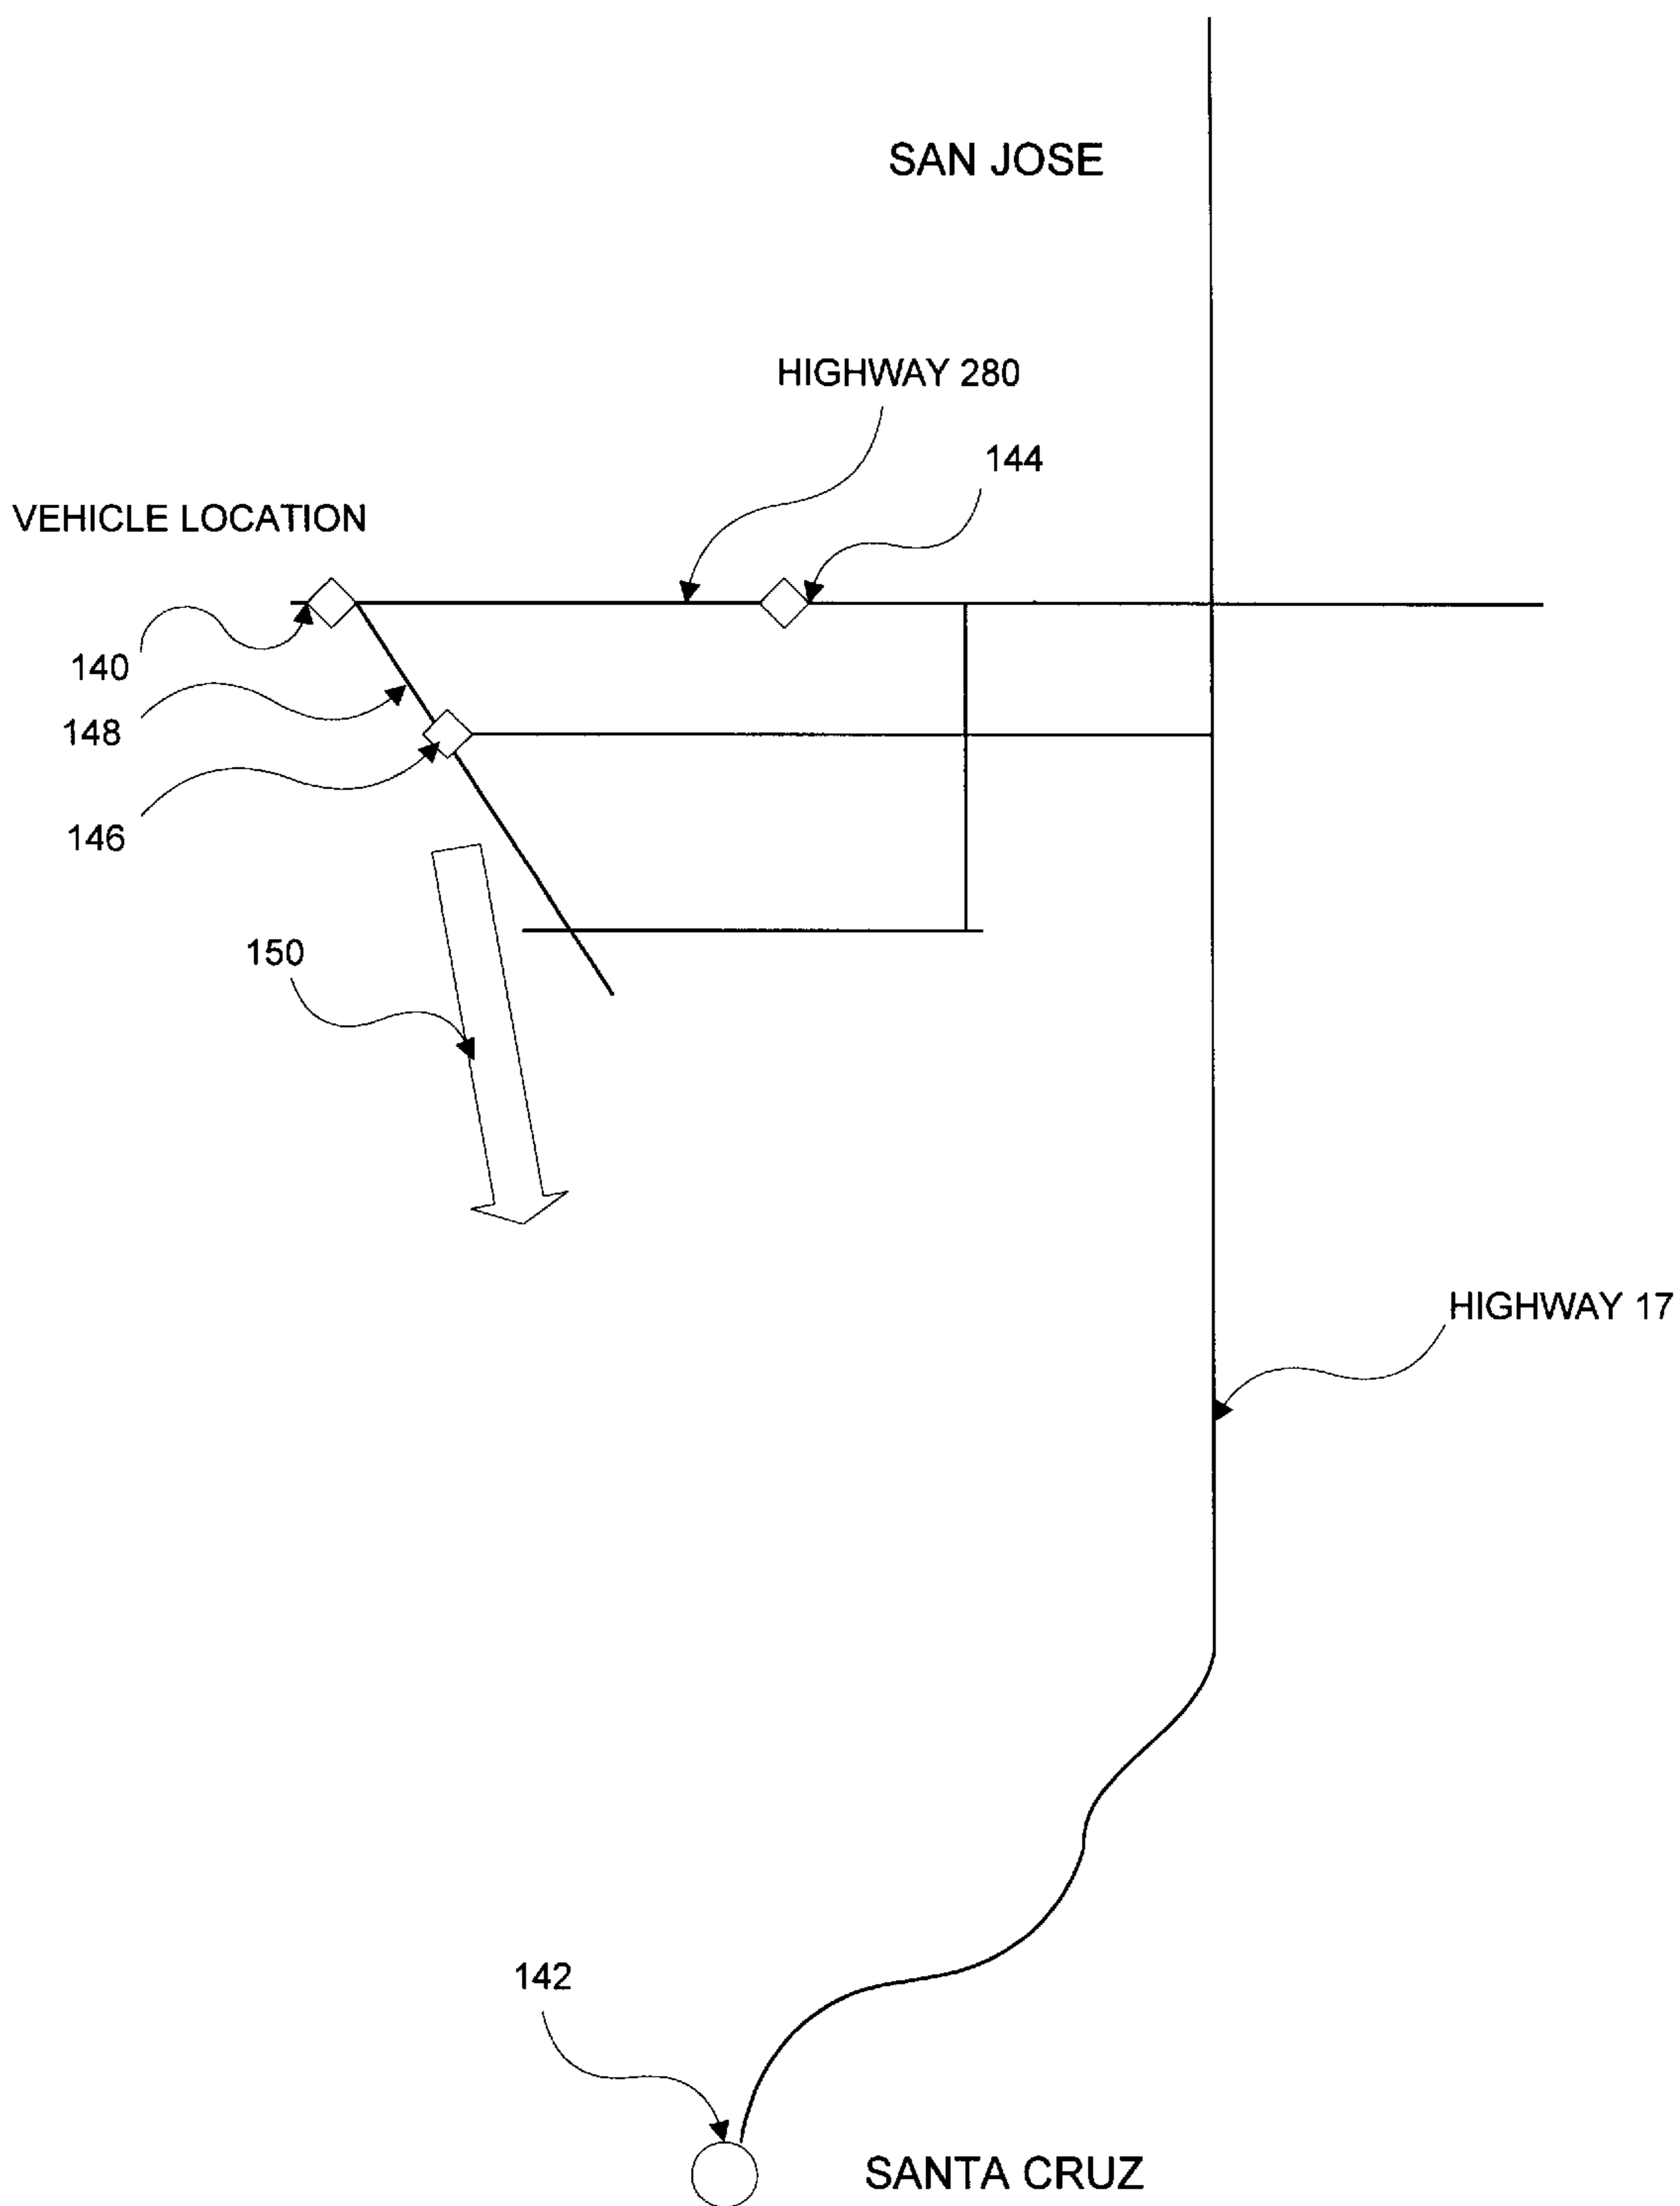 SAN JOSE
HIGHWAY 280
144
VEHICLE LOCATION
140
148
146
150
HIGHWAY 17
142
SANTA CRUZ